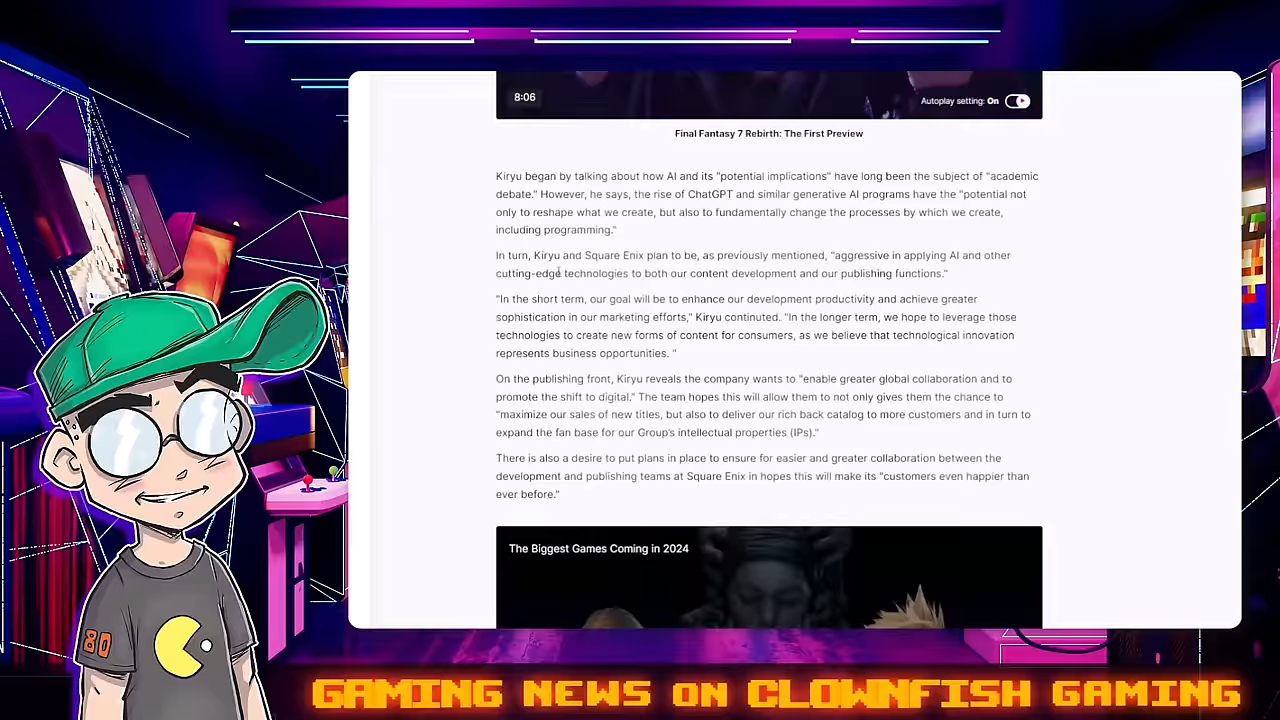 8:06
Autoplay setting: On
Final Fantasy 7 Rebirth: The First Preview
Kiryu began by talking about how AI and its "potential implications" have long been the subject of "academic
debate." However, he says, the rise of ChatGPT and similar generative AI programs have the "potential not
only to reshape what we create, but also to fundamentally change the processes by which we create,
including programming."
In turn, Kiryu and Square Enix plan to be, as previously mentioned, "aggressive in applying AI and other
cutting-edge technologies to both our content development and our publishing functions."
"In the short term, our goal will be to enhance our development productivity and achieve greater
sophistication in our marketing efforts," Kiryu continuted. "In the longer term, we hope to leverage those
technologies to create new forms of content for consumers, as we believe that technological innovation
represents business opportunities. "
On the publishing front, Kiryu reveals the company wants to "enable greater global collaboration and to
promote the shift to digital." The team hopes this will allow them to not only gives them the chance to
"maximize our sales of new titles, but also to deliver our rich back catalog to more customers and in turn to
expand the fan base for our Group's intellectual properties (IPs)."
There is also a desire to put plans in place to ensure for easier and greater collaboration between the
development and publishing teams at Square Enix in hopes this will make its "customers even happier than
ever before."
The Biggest Games Coming in 2024
80
GAMING NEWS ON CLOWNFISH GAMING